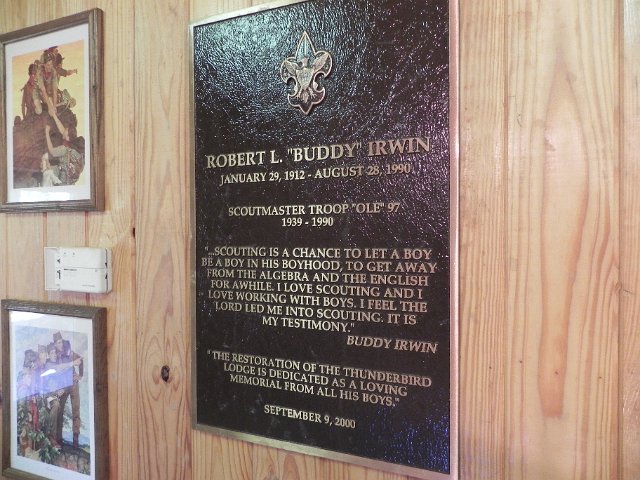 ROBERT L. "BUDDY" IRWIN
JANUARY 29, 1912 - AUGUST 28, 1990
SCOUTMASTER TROOP "OLE" 97
1939 - 1990
"...SCOUTING IS A CHANCE TO LET A BOY
BE A BOY IN HIS BOYHOOD, TO GET AWAY
FROM THE ALGEBRA AND THE ENGLISH
FOR AWHILE. I LOVE SCOUTING AND I
LOVE WORKING WITH BOYS. I FEEL THE
LORD LED ME INTO SCOUTING. IT IS
MY TESTIMONY."
BUDDY IRWIN
"THE RESTORATION OF THE THUNDERBIRD
LODGE IS DEDICATED AS A LOVING
MEMORIAL FROM ALL HIS BOYS."
SEPTEMBER 9, 2000